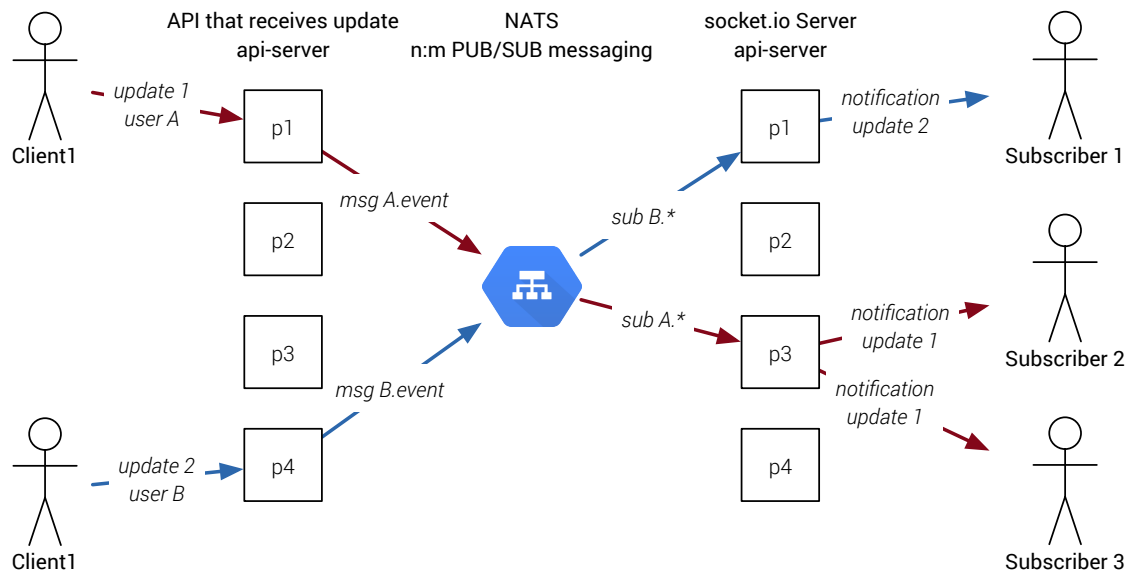 API that receives update
api-server
NATS
n:m PUB/SUB messaging
socket.io Server
api-server
update 1
user A
Client1
p1
msg A.event
p2
p3
msg B.event
update 2
user B
p4
Client1
sub B.*
sub A.*
p1
notification
update 2
Subscriber 1
p2
p3
notification
update 1
Subscriber 2
notification
update 1
p4
Subscriber 3